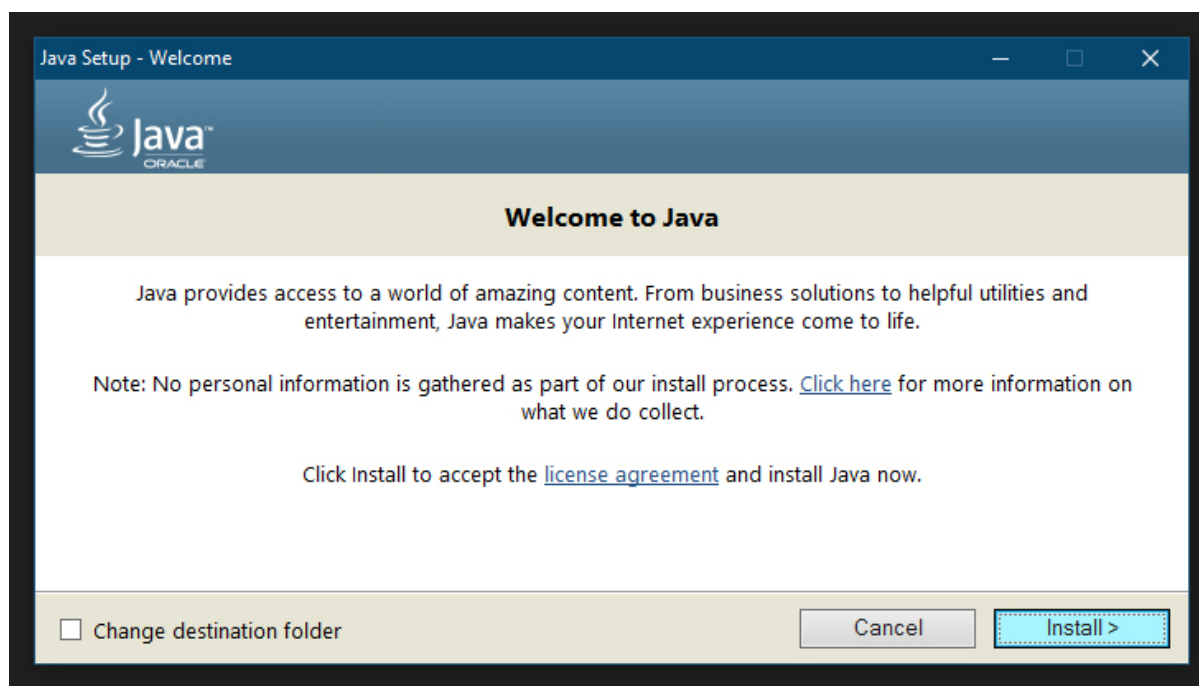 Java Setup - Welcome
Java™
ORACLE
Welcome to Java
Java provides access to a world of amazing content. From business solutions to helpful utilities and
entertainment, Java makes your Internet experience come to life.
Note: No personal information is gathered as part of our install process. Click here for more information on
what we do collect.
Click Install to accept the license agreement and install Java now.
Change destination folder
Cancel
Install >